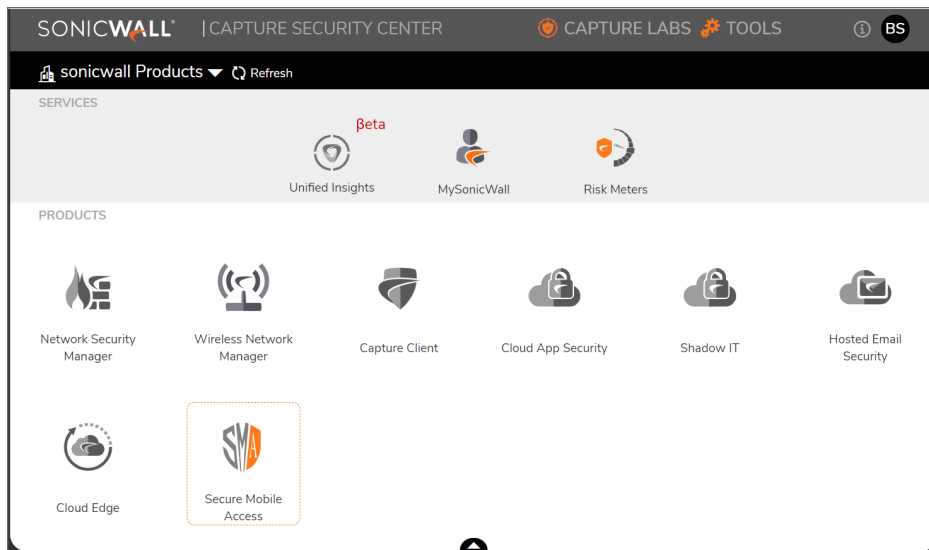 SONICWALL | CAPTURE SECURITY CENTER CAPTURE LABS TOOLS BS
sonicwall Products Refresh
SERVICES
βeta
Unified Insights MySonicWall Risk Meters
PRODUCTS
Network Security Wireless Network Capture Client Cloud App Security Shadow IT Hosted Email
Manager Manager Security
SMA
Cloud Edge Secure Mobile
Access